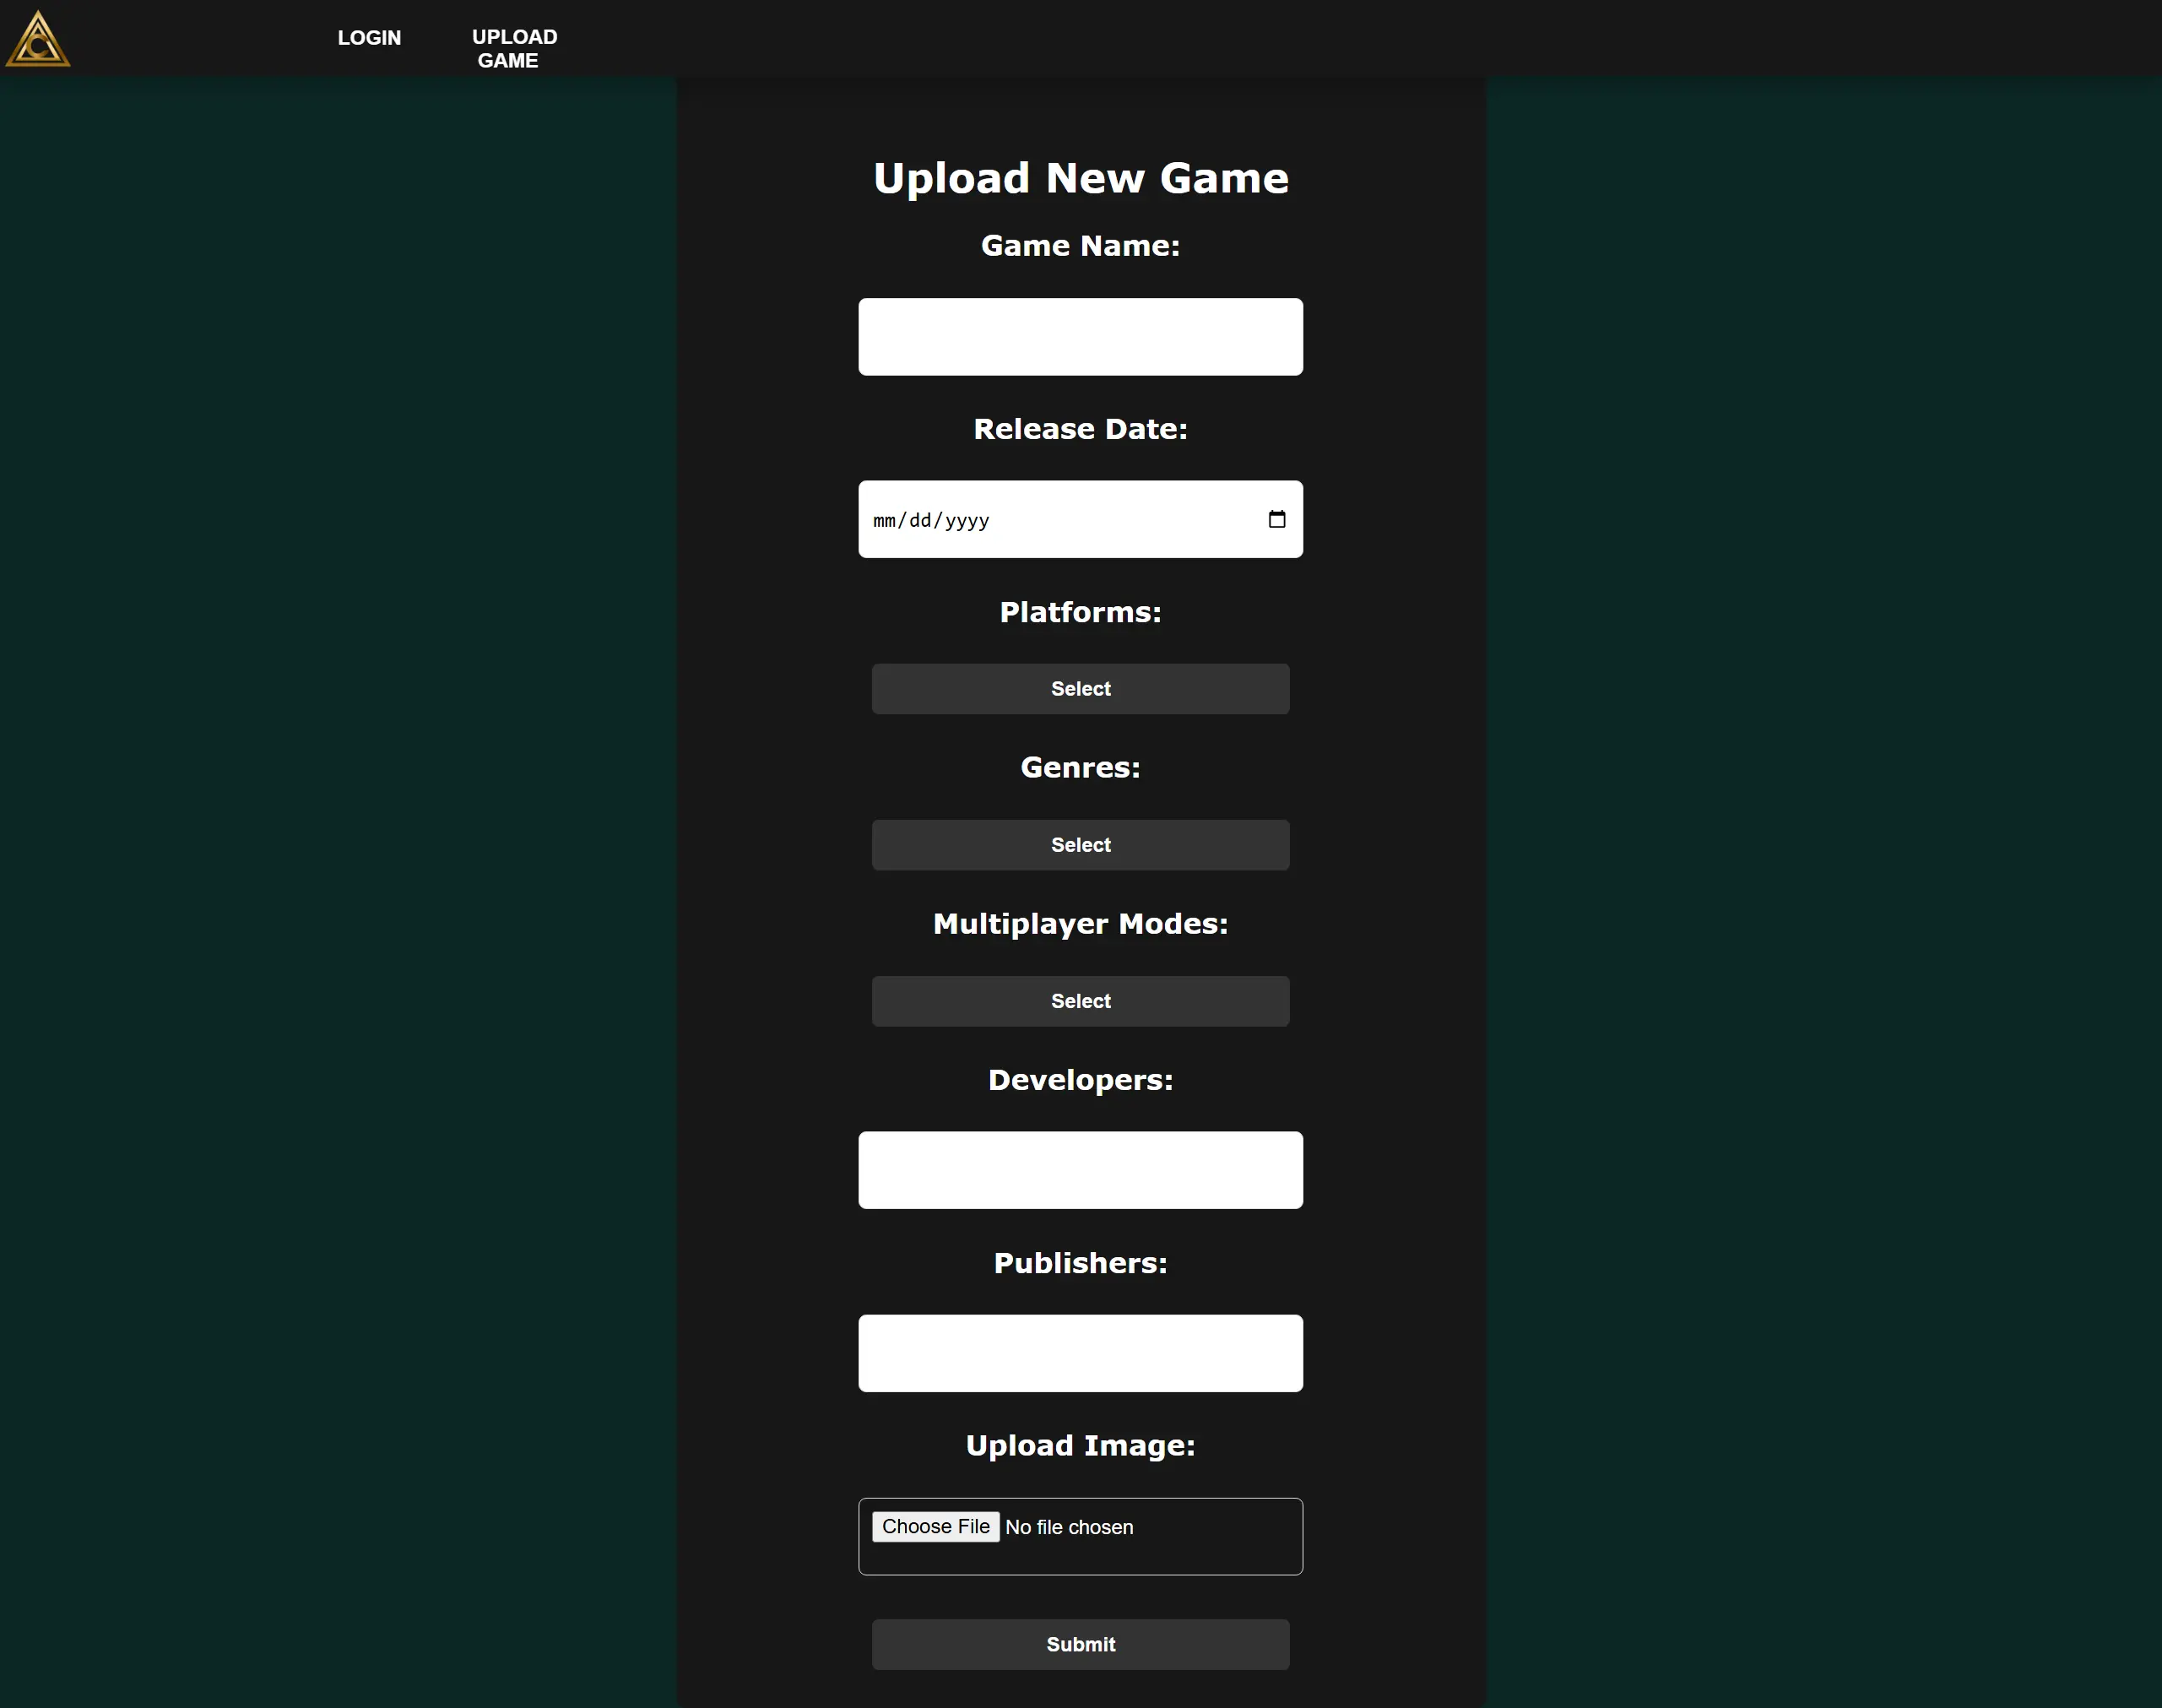 C
LOGIN
UPLOAD
GAME
Upload New Game
Game Name:
Release Date:
mm/dd/yyyy
Platforms:
Select
Genres:
Select
Multiplayer Modes:
Select
Developers:
Publishers:
Upload Image:
Choose File No file chosen
Submit